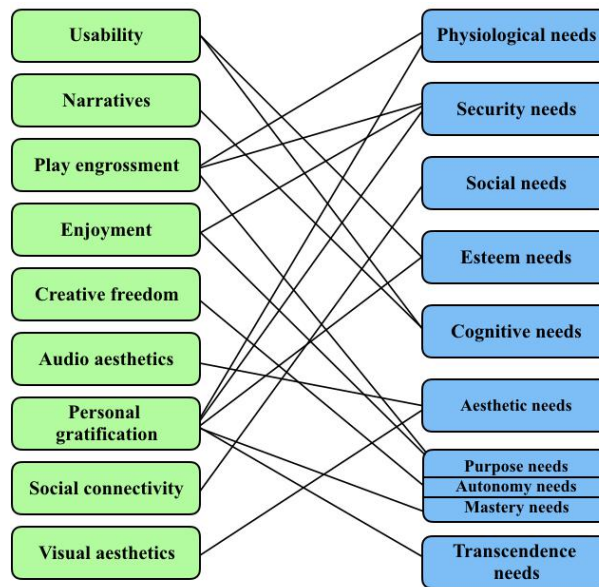 Usability
Narratives
Play engrossment
Enjoyment
Creative freedom
Audio aesthetics
Personal
gratification
Social connectivity
Visual aesthetics
Physiological needs
Security needs
Social needs
Esteem needs
Cognitive needs
Aesthetic needs
Purpose needs
Autonomy needs
Mastery needs
Transcendence
needs